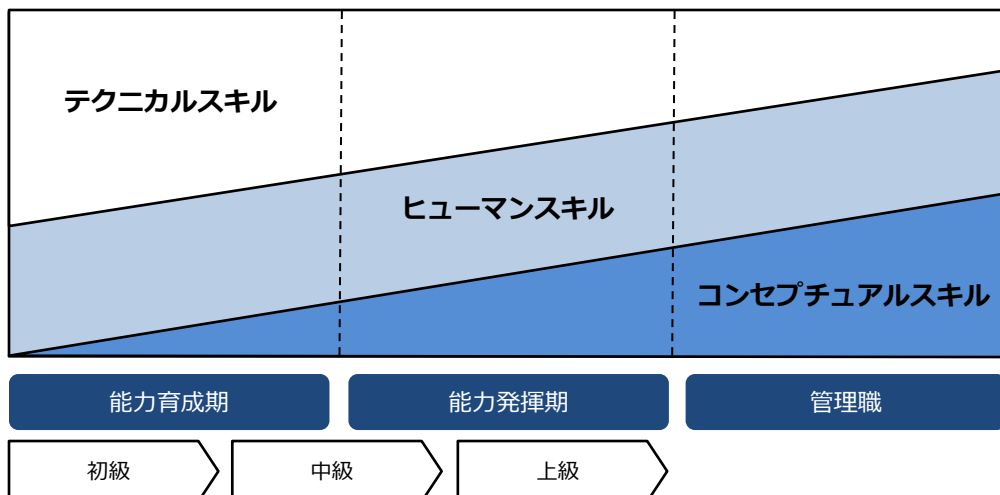 テクニカルスキル
ヒューマンスキル
コンセプチュアルスキル
能力育成期
能力発揮期
管理職
初級
中級
上級